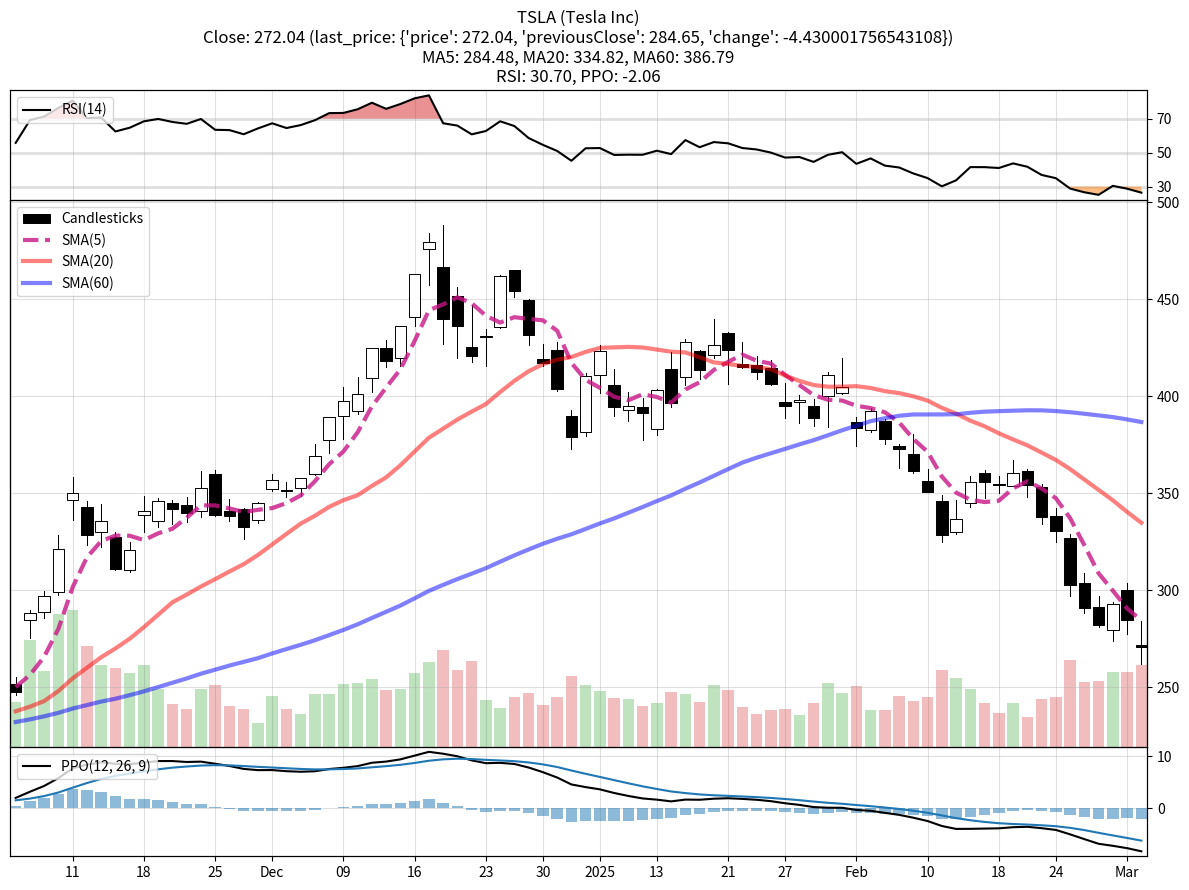 TSLA (Tesla Inc)
Close: 272.04 (last_price: {'price': 272.04, 'previousClose': 284.65, 'change': -4.430001756543108})
MA5: 284.48, MA20: 334.82, MA60: 386.79
RSI: 30.70, PPO: -2.06
RSI(14)
70
50
30
Candlesticks
SMA(5)
SMA(20)
SMA(60)
500
450
400
350
300
250
PPO(12, 26, 9)
10
0
11 18 25 Dec 09 16 23 30 2025 13 21 27 Feb 10 18 24 Mar